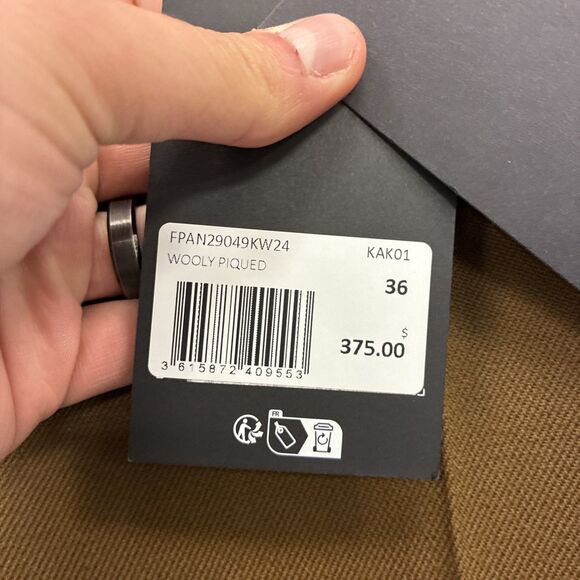 FPAN29049KW24 KAK01
WOOLY PIQUED
36
$
375.00
3 615872 409553
FR